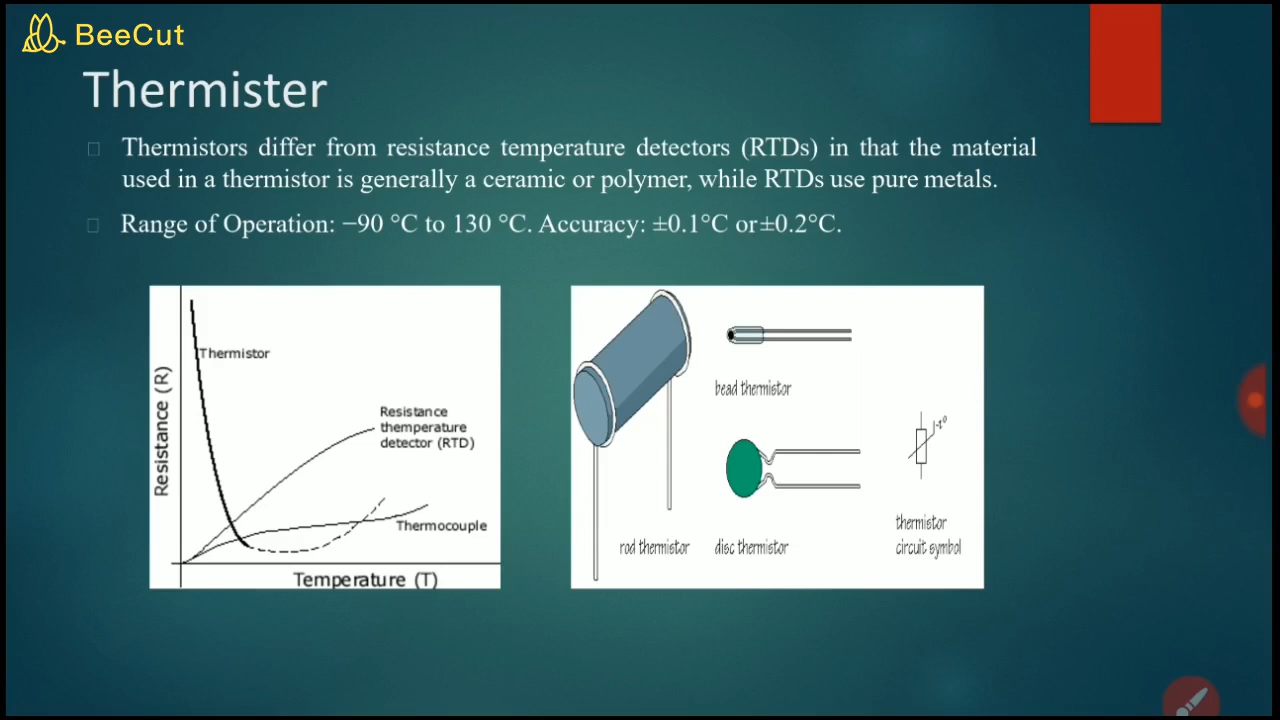 BeeCut
Thermister
Thermistors differ from resistance temperature detectors (RTDs) in that the material
used in a thermistor is generally a ceramic or polymer, while RTDs use pure metals.
Range of Operation: −90 °C to 130 °C. Accuracy: ±0.1°C or±0.2°C.
Resistance (R)
Thermistor
Resistance
themperature
detector (RTD)
Thermocouple
Temperature (T)
bead thermistor
-t°
rod thermistor
disc thermistor
thermistor
circuit symbol